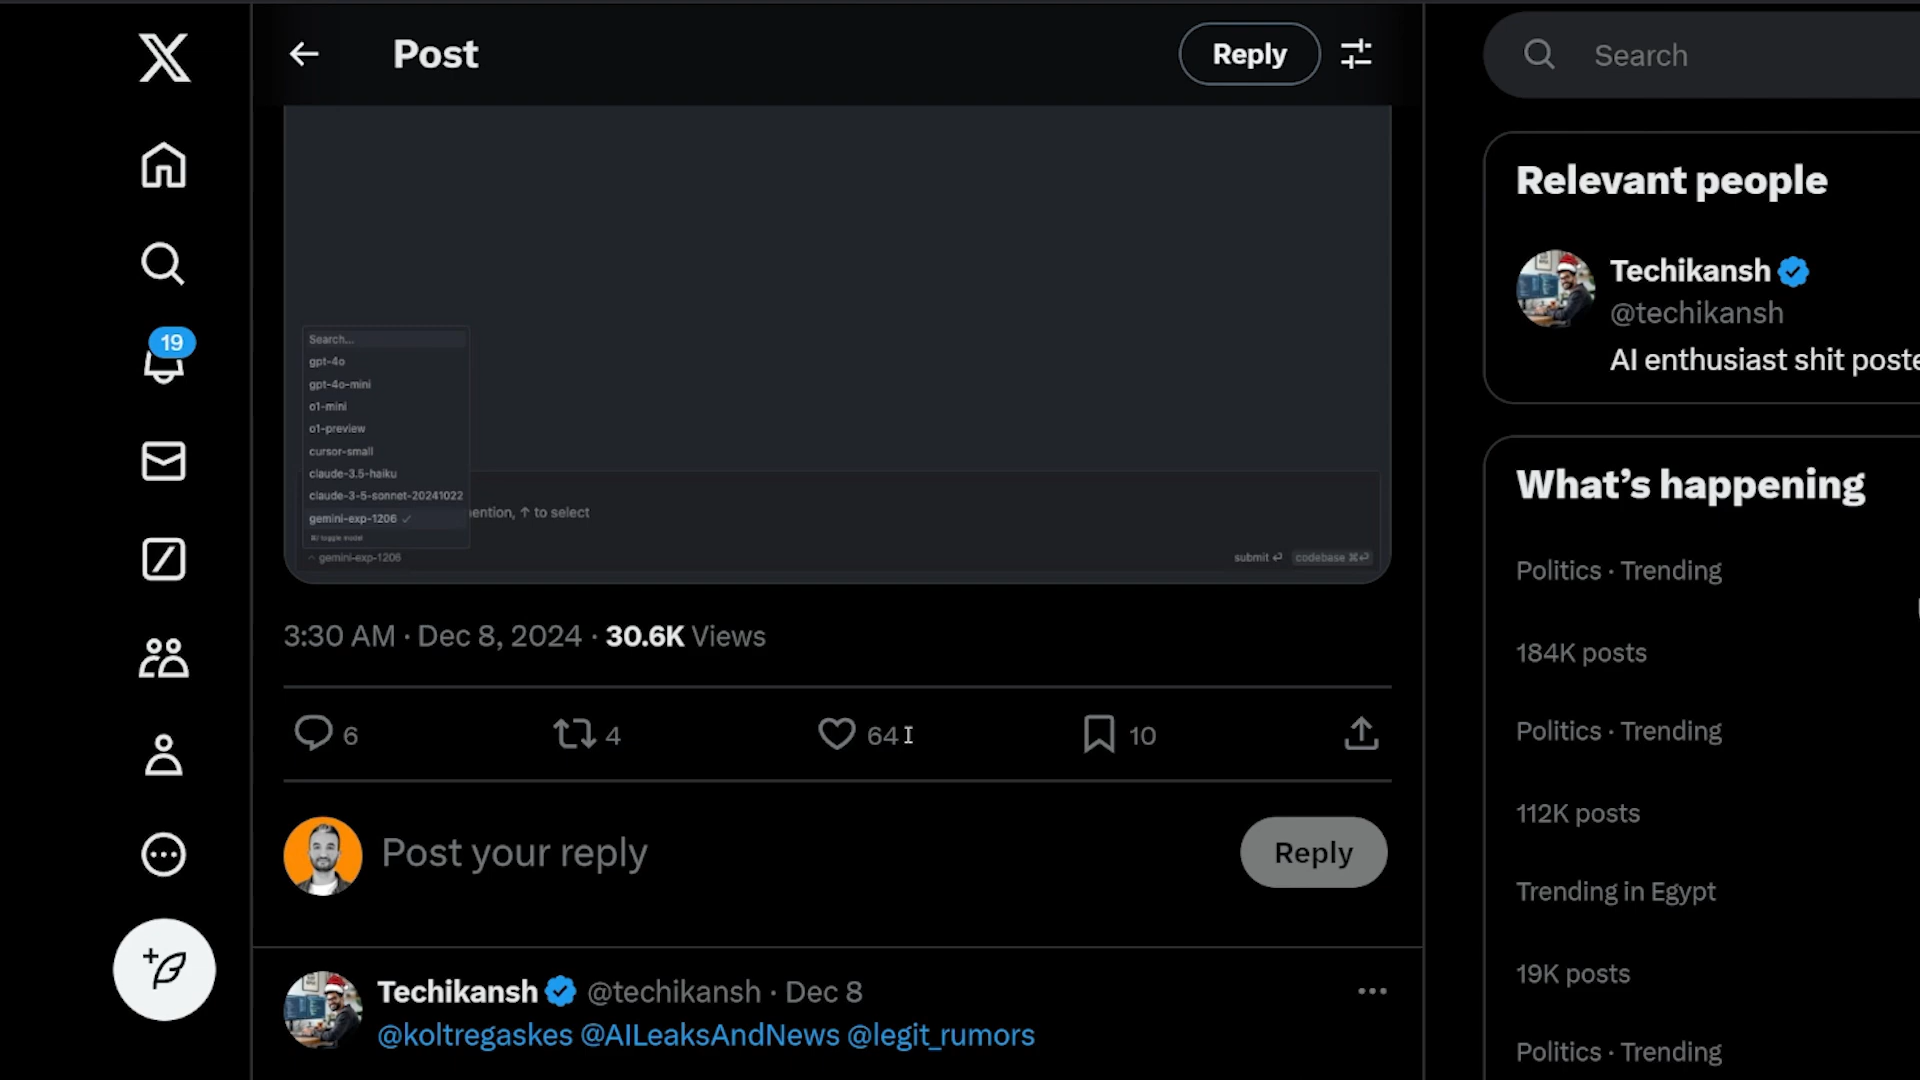 Post
Reply
Search
19
Search...
gpt-4o
gpt-4o-mini
o1-mini
o1-preview
cursor-small
claude-3.5-haiku
claude-3-5-sonnet-20241022
gemini-exp-1206 ✓
toggle model
mention, ↑ to select
^ gemini-exp-1206
submit ⏎ codebase ⌘⏎
3:30 AM · Dec 8, 2024 · 30.6K Views
6
4
64
10
Post your reply
Reply
Techikansh @techikansh · Dec 8
@koltregaskes @AILeaksAndNews @legit_rumors
Relevant people
Techikansh
@techikansh
AI enthusiast shit poste
What's happening
Politics · Trending
184K posts
Politics · Trending
112K posts
Trending in Egypt
19K posts
Politics · Trending